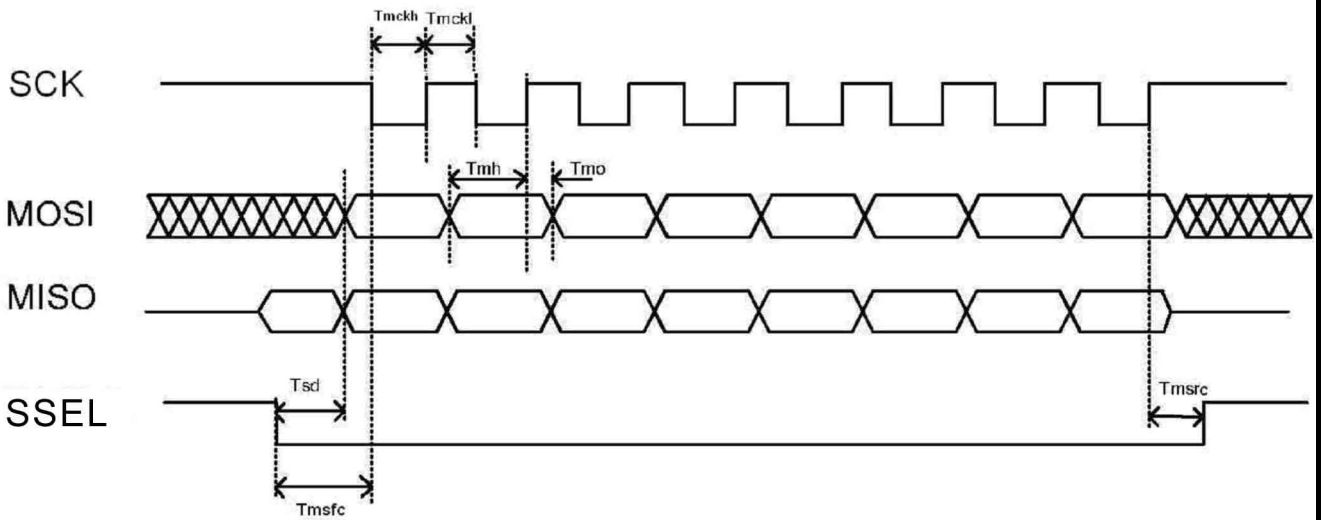 Tmckh Tmckl
SCK
Tmh Tmo
MOSI
MISO
Tsd Tmsrc
SSEL
Tmsfc